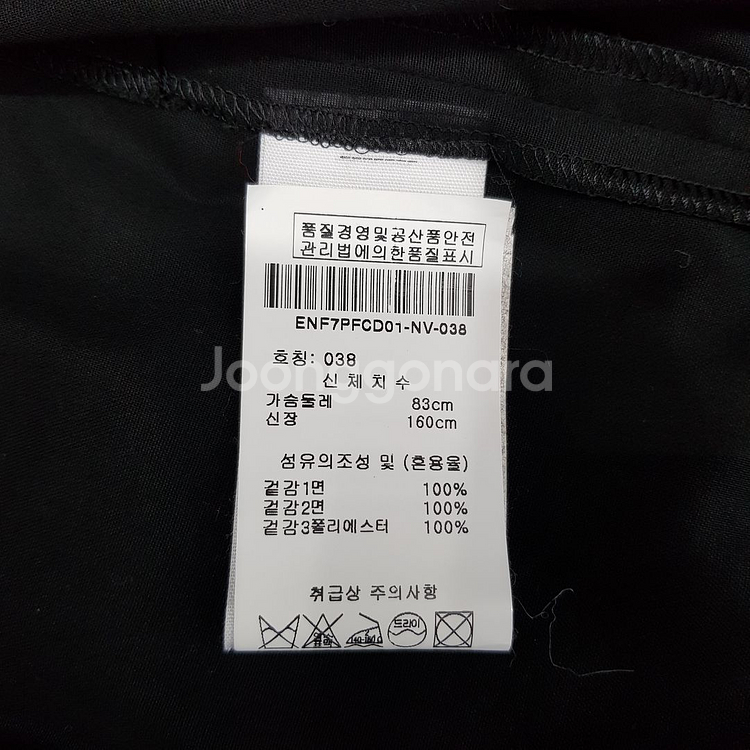 품질경영및공산품안전
관리법에의한품질표시
ENF7PFCD01-NV-038
호칭: 038
신 체 치 수
가슴둘레 83cm
신장 160cm
섬유의조성 및 (혼용율)
겉감1면 100%
겉감2면 100%
겉감3폴리에스터 100%
취급상 주의사항
드라이
Joonggonara